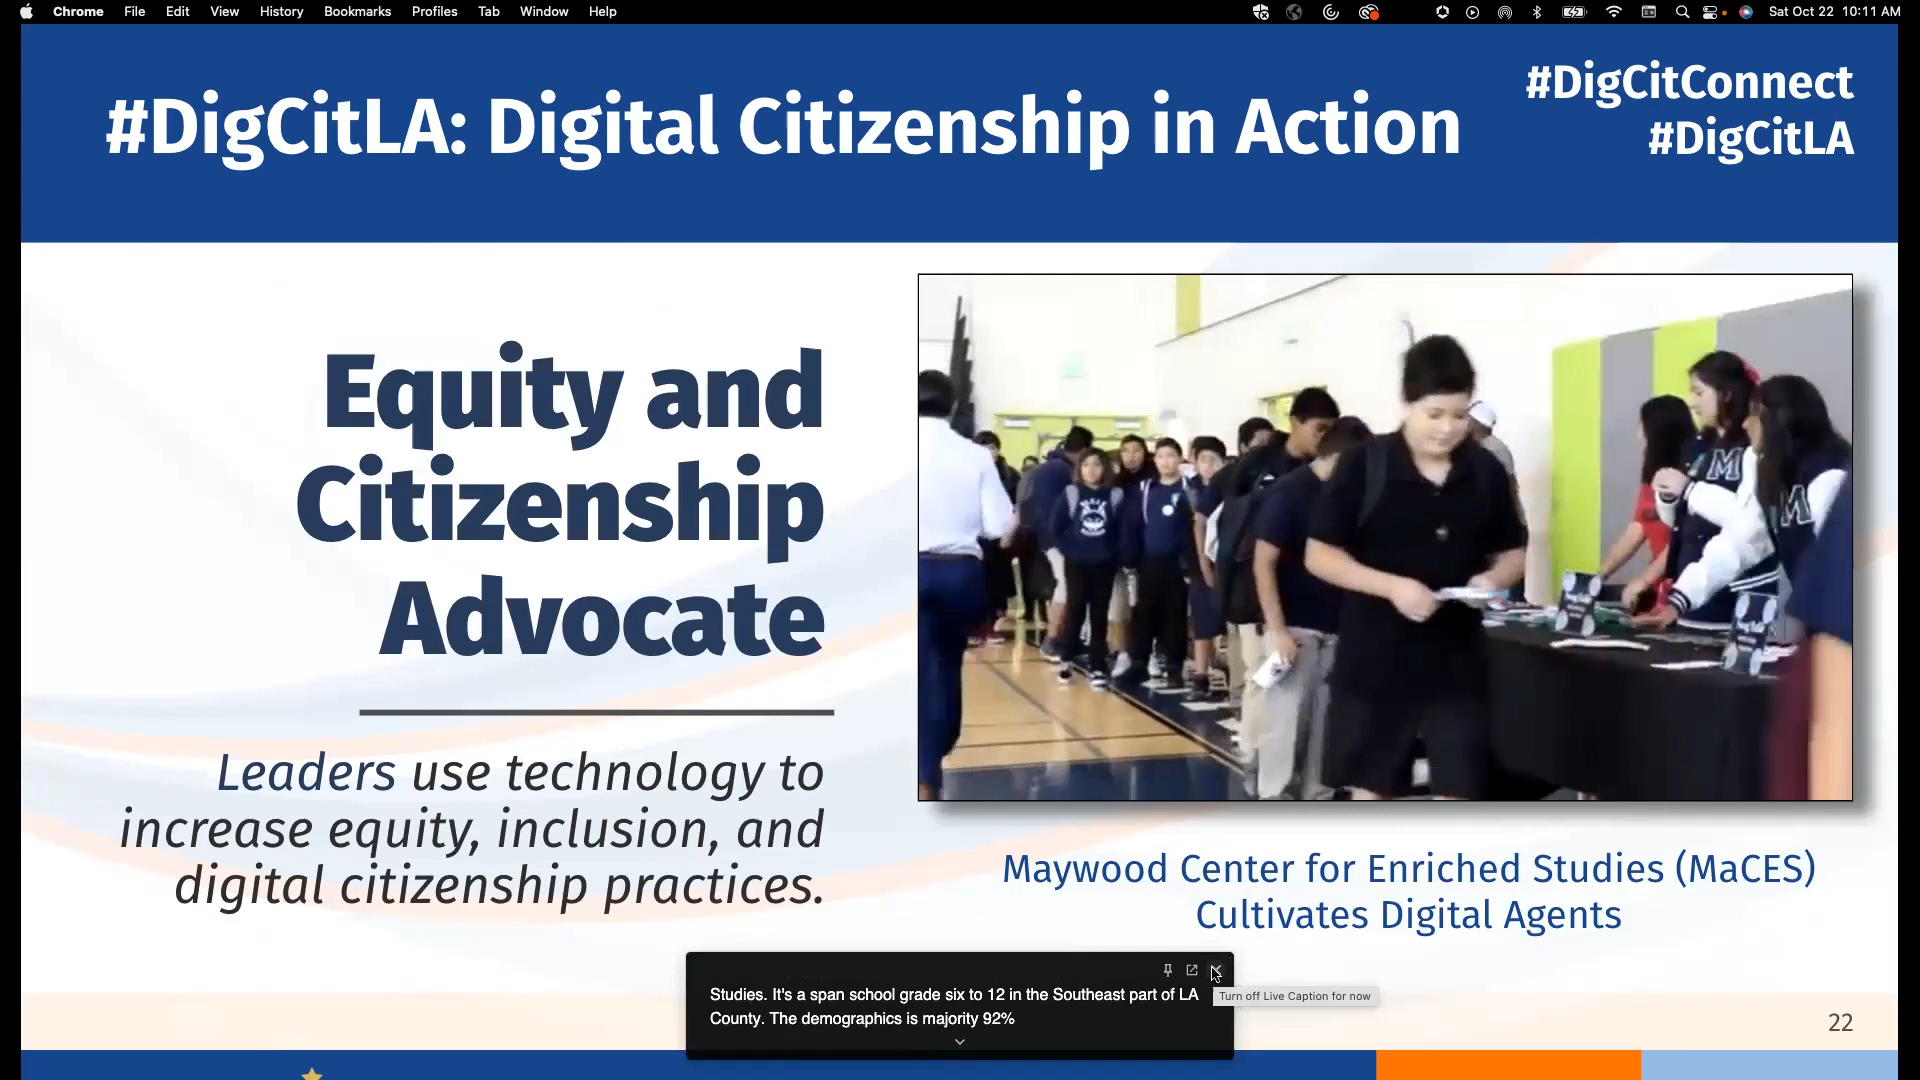 Chrome File Edit View History Bookmarks Profiles Tab Window Help Sat Oct 22 10:11 AM
#DigCitLA: Digital Citizenship in Action
#DigCitConnect
#DigCitLA
Equity and
Citizenship
Advocate
Leaders use technology to
increase equity, inclusion, and
digital citizenship practices.
M
M
Maywood Center for Enriched Studies (MaCES)
Cultivates Digital Agents
Studies. It's a span school grade six to 12 in the Southeast part of LA
County. The demographics is majority 92%
Turn off Live Caption for now
22